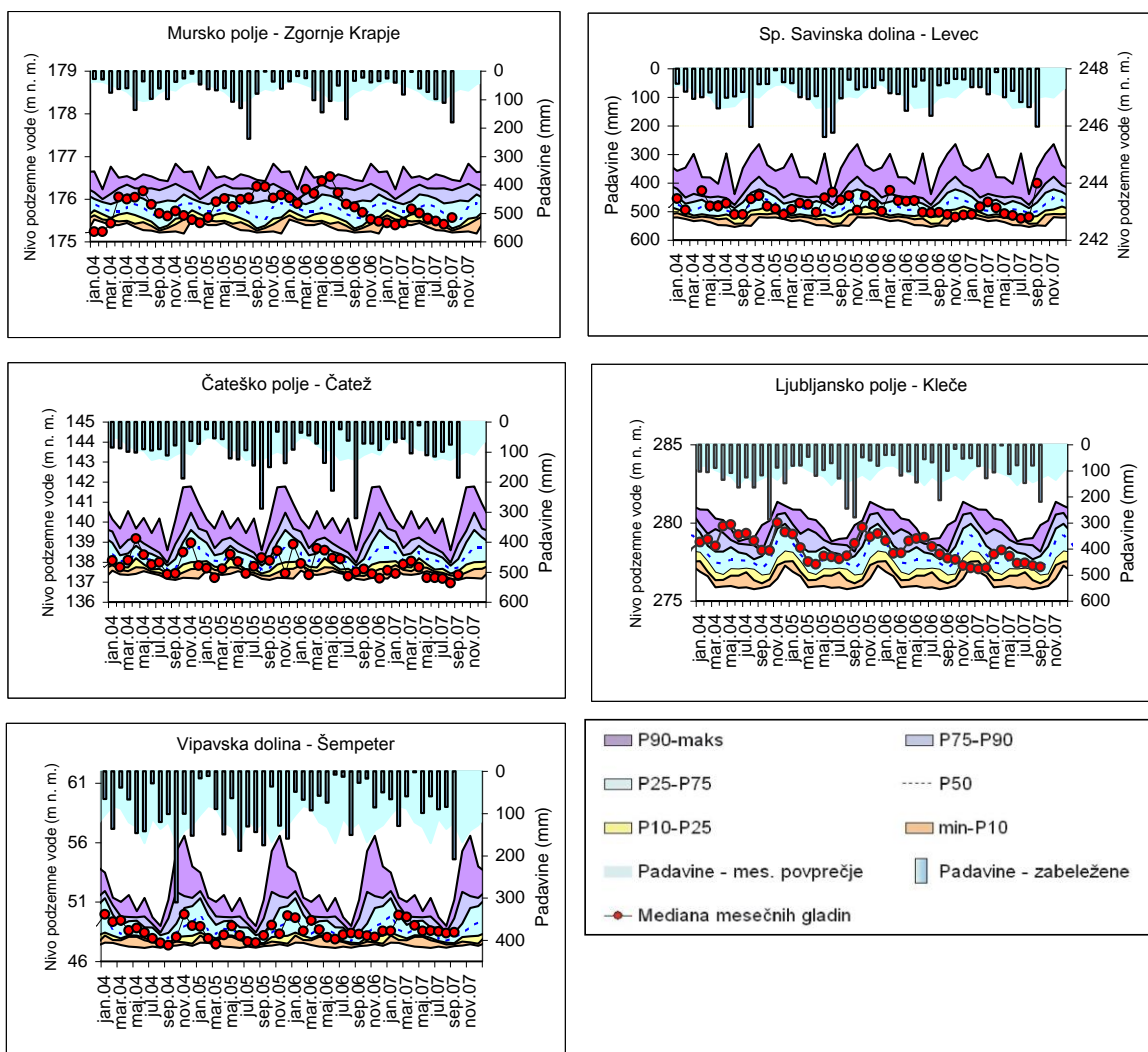 Mursko polje - Zgornje Krapje
Nivo podzemne vode (m n. m.)
179
178
177
176
175
0
100
200
300
400
500
600
Padavine (mm)
jan.04
mar.04
maj.04
jul.04
sep.04
nov.04
jan.05
mar.05
maj.05
jul.05
sep.05
nov.05
jan.06
mar.06
maj.06
jul.06
sep.06
nov.06
jan.07
mar.07
maj.07
jul.07
sep.07
nov.07
Sp. Savinska dolina - Levec
Padavine (mm)
0
100
200
300
400
500
600
248
246
244
242
Nivo podzemne vode (m n. m.)
jan.04
mar.04
maj.04
jul.04
sep.04
nov.04
jan.05
mar.05
maj.05
jul.05
sep.05
nov.05
jan.06
mar.06
maj.06
jul.06
sep.06
nov.06
jan.07
mar.07
maj.07
jul.07
sep.07
nov.07
Čateško polje - Čatež
Nivo podzemne vode (m n. m.)
145
144
143
142
141
140
139
138
137
136
0
100
200
300
400
500
600
Padavine (mm)
jan.04
mar.04
maj.04
jul.04
sep.04
nov.04
jan.05
mar.05
maj.05
jul.05
sep.05
nov.05
jan.06
mar.06
maj.06
jul.06
sep.06
nov.06
jan.07
mar.07
maj.07
jul.07
sep.07
nov.07
Ljubljansko polje - Kleče
Nivo podzemne vode (m n. m.)
285
280
275
0
100
200
300
400
500
600
Padavine (mm)
jan.04
mar.04
maj.04
jul.04
sep.04
nov.04
jan.05
mar.05
maj.05
jul.05
sep.05
nov.05
jan.06
mar.06
maj.06
jul.06
sep.06
nov.06
jan.07
mar.07
maj.07
jul.07
sep.07
nov.07
Vipavska dolina - Šempeter
Nivo podzemne vode (m n. m.)
61
56
51
46
0
100
200
300
400
Padavine (mm)
jan.04
mar.04
maj.04
jul.04
sep.04
nov.04
jan.05
mar.05
maj.05
jul.05
sep.05
nov.05
jan.06
mar.06
maj.06
jul.06
sep.06
nov.06
jan.07
mar.07
maj.07
jul.07
sep.07
nov.07
P90-maks
P75-P90
P25-P75
P50
P10-P25
min-P10
Padavine - mes. povprečje
Padavine - zabeležene
Mediana mesečnih gladin